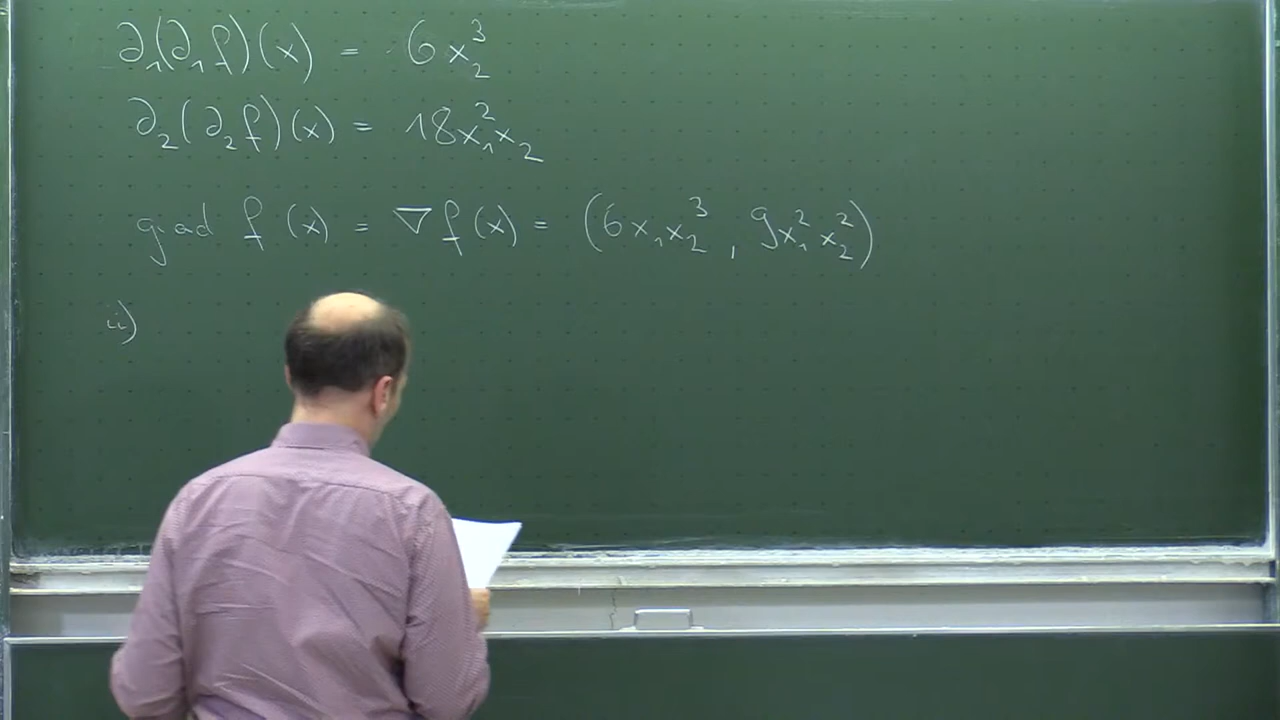 ∂₁(∂₁f)(x) = 6x₂³
∂₂(∂₂f)(x) = 18x₁²x₂
grad f(x) = ∇f(x) = (6x₁x₂³, 9x₁²x₂²)
ii)